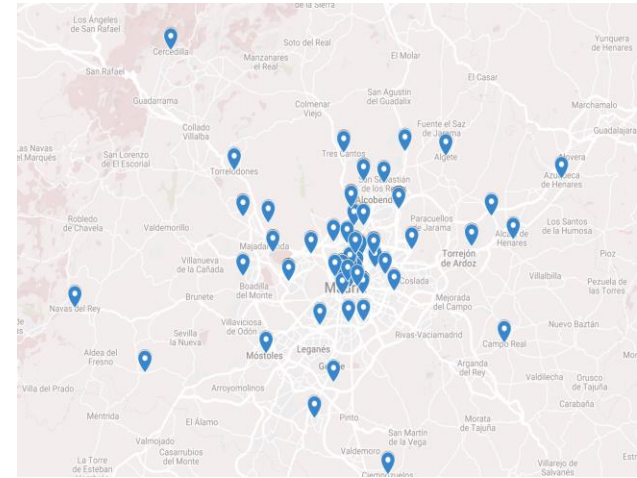 de la Sierra
Los Ángeles
de San Rafael
Cercedilla
Soto del Real
Yunquera
de Henares
San Rafael
Manzanares
el Real
El Molar
El Casar
Guadarrama
Colmenar
Viejo
San Agustín
del Guadalix
Marchamalo
Collado
Villalba
Fuente el Saz
de Jarama
Guadalajara
Las Navas
del Marqués
San Lorenzo
de El Escorial
Tres Cantos
Algete
Torrelodones
Alovera
Azuqueca
de Henares
San Sebastián
de los Reyes
Alcobendas
Robledo
de Chavela
Valdemorillo
Paracuellos
de Jarama
Alcalá de
Henares
Los Santos
de la Humosa
Majadahonda
Torrejón
de Ardoz
Pioz
Villanueva
de la Cañada
Boadilla
del Monte
Madrid
Coslada
Villalbilla
Pezuela de
las Torres
Brunete
Mejorada
del Campo
Navas del Rey
Villaviciosa
de Odón
Sevilla
la Nueva
Rivas-Vaciamadrid
Campo Real
Nuevo Baztán
Aldea del
Fresno
Móstoles
Leganés
Getafe
Arganda
del Rey
Valdilecha
Orusco
de Tajuña
Villa del Prado
Arroyomolinos
Carabaña
Méntrida
El Álamo
Pinto
Morata
de Tajuña
Valmojado
San Martín
de la Vega
Casarrubios
del Monte
Valdemoro
La Torre
de Esteban
Ciempozuelos
Villarejo de
Salvanés
Estr